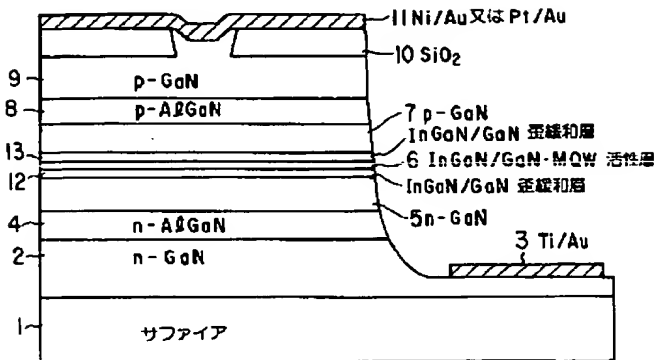 11 Ni/Au又はPt/Au
10 SiO2
9 p-GaN
8 p-AlGaN
7 p-GaN
InGaN/GaN 歪緩和層
13
6 InGaN/GaN・MQW 活性層
12
InGaN/GaN 歪緩和層
5 n-GaN
4 n-AlGaN
3 Ti/Au
2 n-GaN
1 サファイア